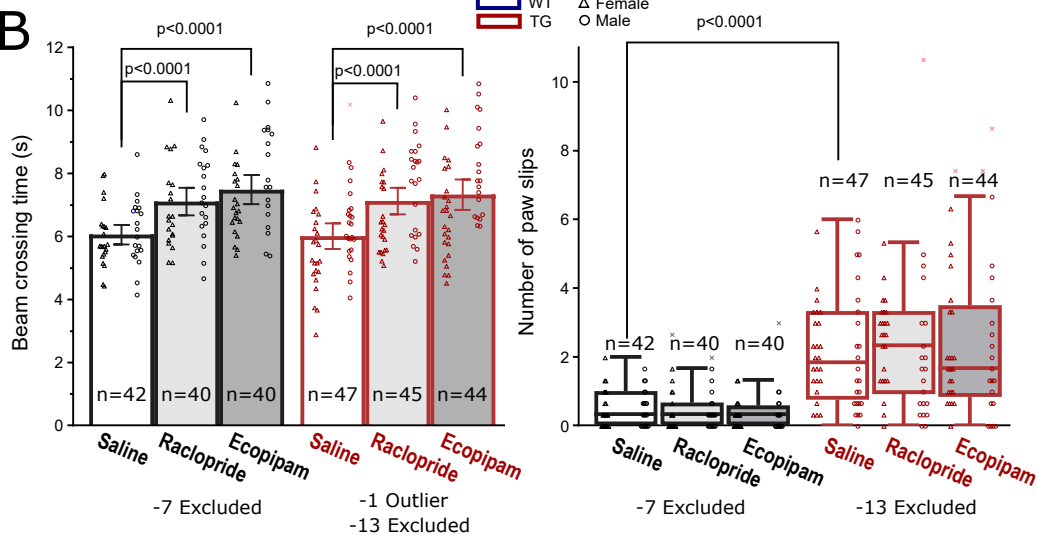 B
WT
TG
Female
Male
p<0.0001
p<0.0001
p<0.0001
p<0.0001
Beam crossing time (s)
12
10
8
6
4
2
0
n=42
n=40
n=40
n=47
n=45
n=44
Saline
Raclopride
Ecopipam
Saline
Raclopride
Ecopipam
-7 Excluded
-1 Outlier
-13 Excluded
p<0.0001
Number of paw slips
10
8
6
4
2
0
n=42
n=40
n=40
n=47
n=45
n=44
Saline
Raclopride
Ecopipam
Saline
Raclopride
Ecopipam
-7 Excluded
-13 Excluded